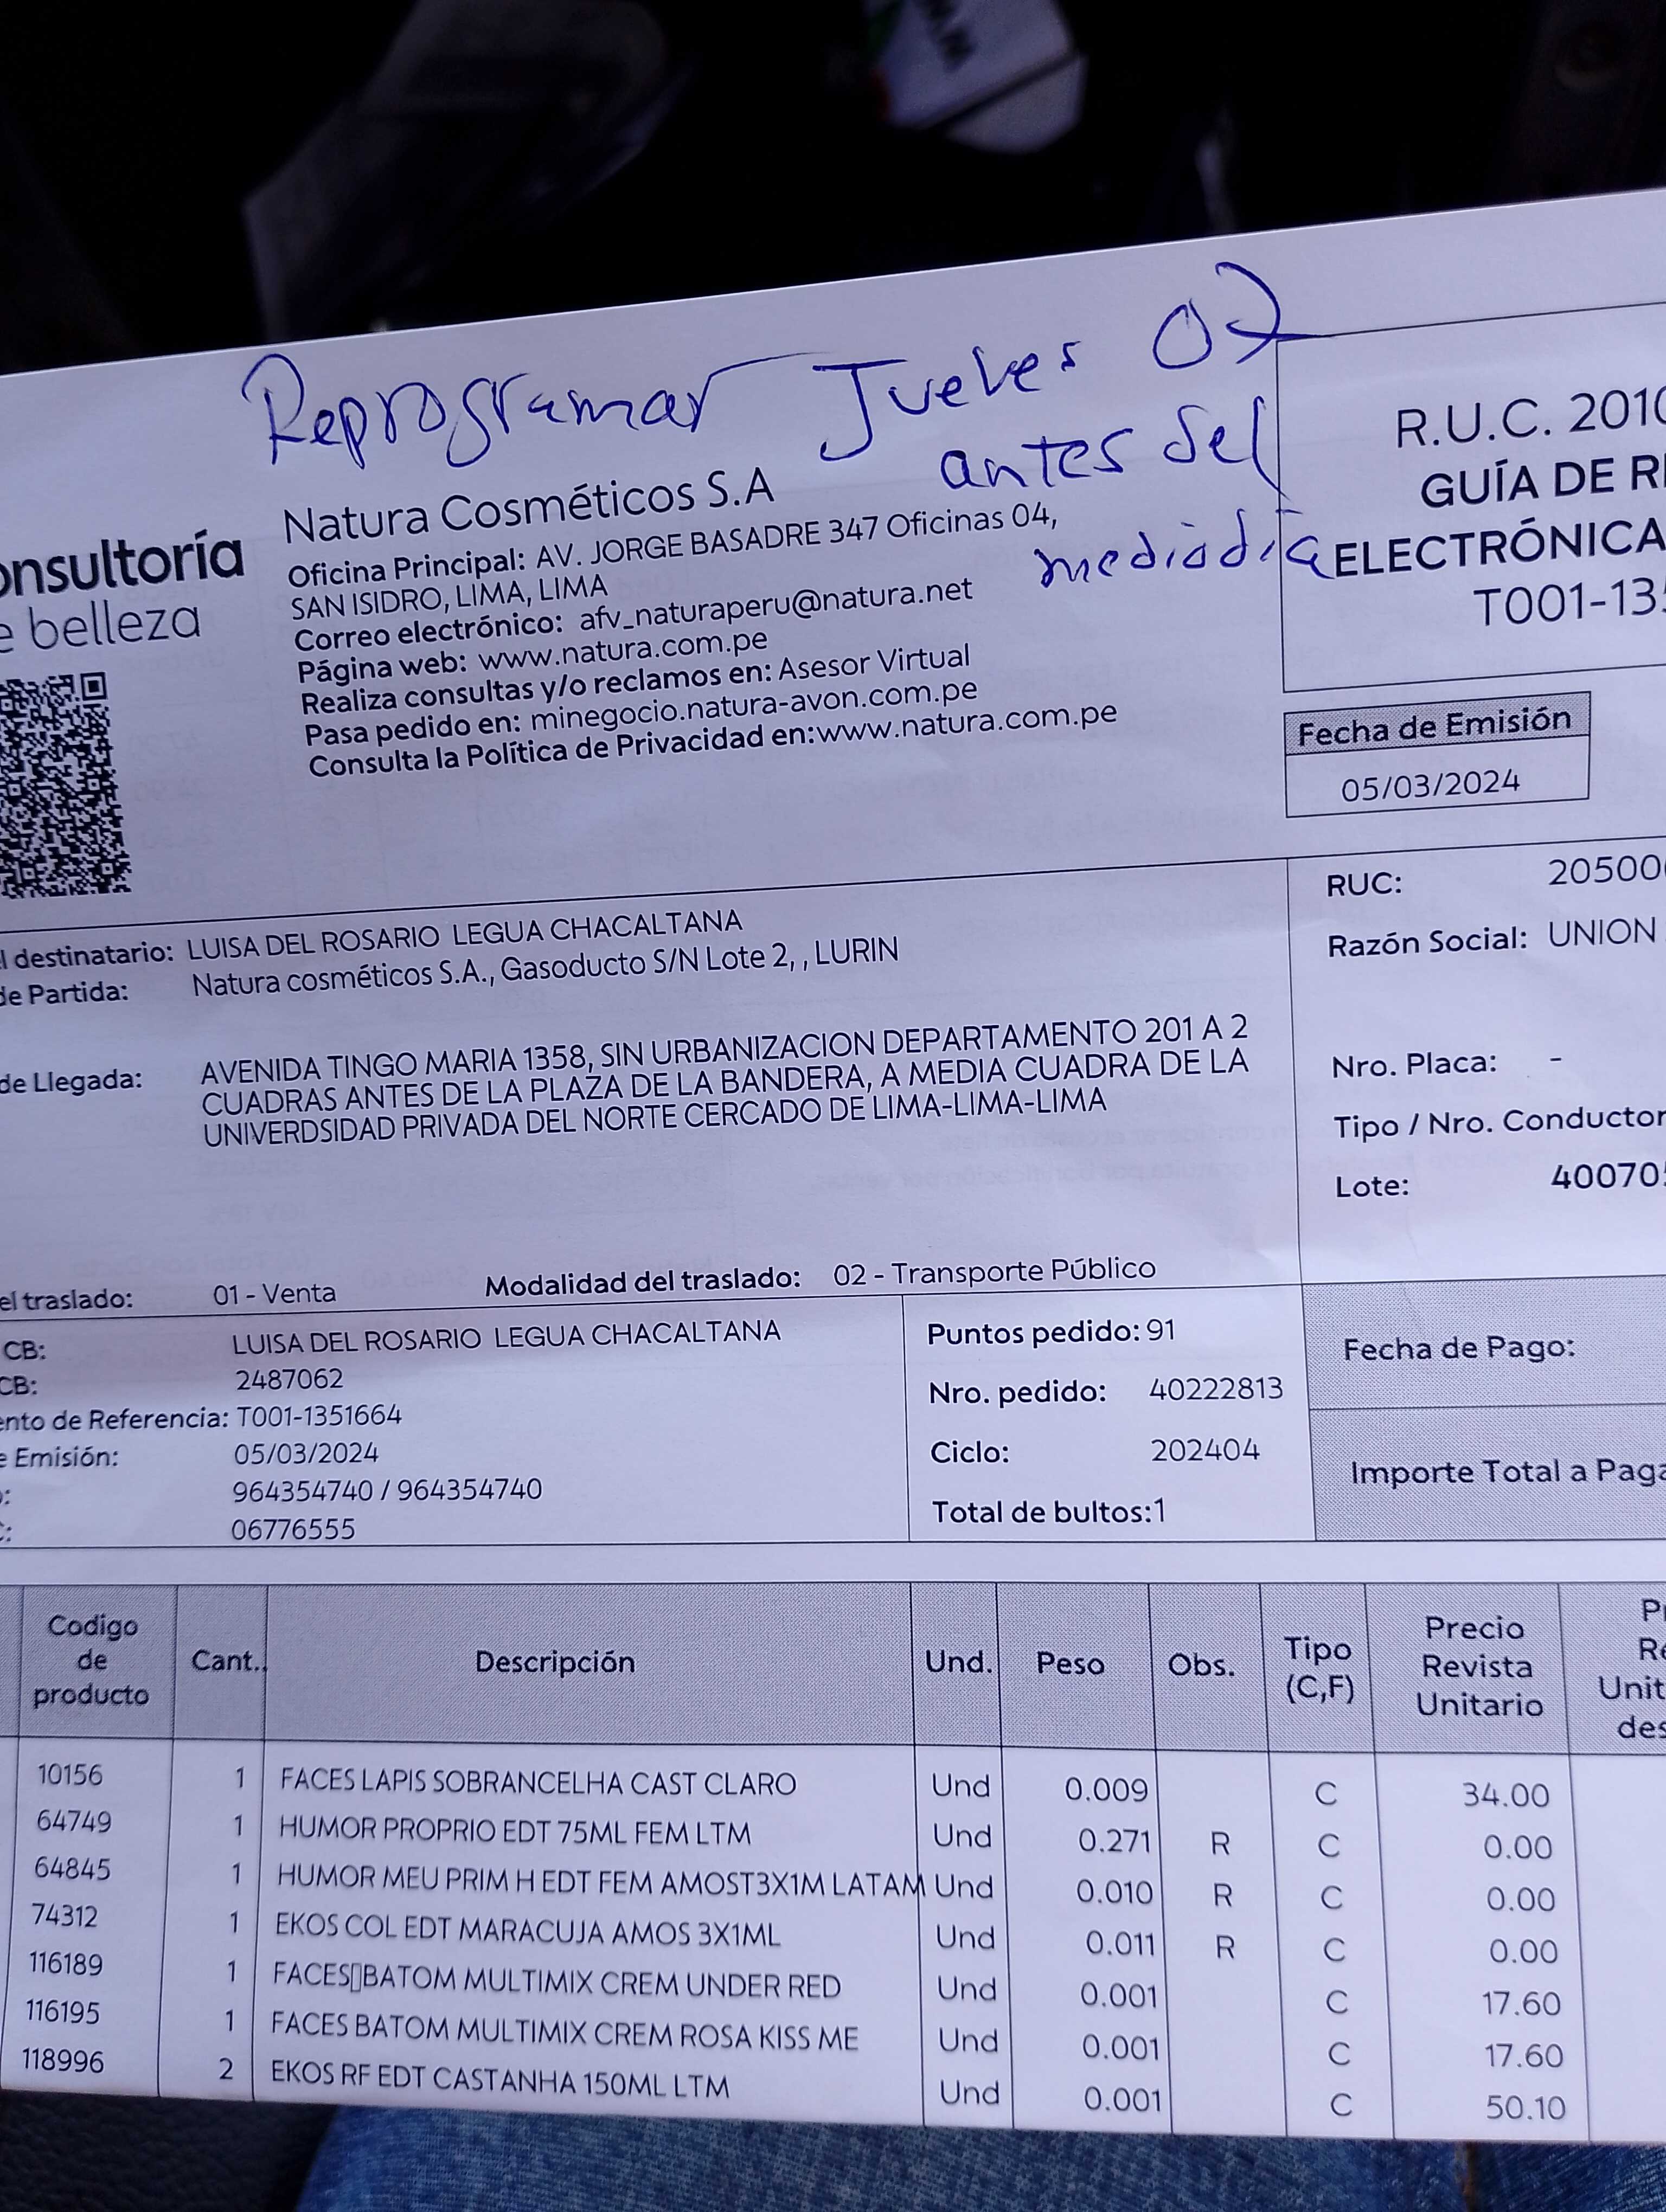 Reprogramar Jueves 02
antes del
mediodía
Natura Cosméticos S.A
Oficina Principal: AV. JORGE BASADRE 347 Oficinas 04,
SAN ISIDRO, LIMA, LIMA
Correo electrónico: afv_naturaperu@natura.net
Página web: www.natura.com.pe
Realiza consultas y/o reclamos en: Asesor Virtual
Pasa pedido en: minegocio.natura-avon.com.pe
Consulta la Política de Privacidad en:www.natura.com.pe
onsultoría
e belleza
R.U.C. 2010
GUÍA DE RE
ELECTRÓNICA
T001-135
Fecha de Emisión
05/03/2024
l destinatario: LUISA DEL ROSARIO LEGUA CHACALTANA
de Partida: Natura cosméticos S.A., Gasoducto S/N Lote 2, , LURIN
de Llegada: AVENIDA TINGO MARIA 1358, SIN URBANIZACION DEPARTAMENTO 201 A 2
CUADRAS ANTES DE LA PLAZA DE LA BANDERA, A MEDIA CUADRA DE LA
UNIVERDSIDAD PRIVADA DEL NORTE CERCADO DE LIMA-LIMA-LIMA
el traslado: 01 - Venta Modalidad del traslado: 02 - Transporte Público
RUC: 20500
Razón Social: UNION
Nro. Placa: -
Tipo / Nro. Conductor
Lote: 40070
CB: LUISA DEL ROSARIO LEGUA CHACALTANA
CB: 2487062
ento de Referencia: T001-1351664
e Emisión: 05/03/2024
o: 964354740 / 964354740
C: 06776555
Puntos pedido: 91
Nro. pedido: 40222813
Ciclo: 202404
Total de bultos:1
Fecha de Pago:
Importe Total a Paga
Codigo de producto Cant. Descripción Und. Peso Obs. Tipo (C,F) Precio Revista Unitario P Re Unit des
10156 1 FACES LAPIS SOBRANCELHA CAST CLARO Und 0.009 C 34.00
64749 1 HUMOR PROPRIO EDT 75ML FEM LTM Und 0.271 R C 0.00
64845 1 HUMOR MEU PRIM H EDT FEM AMOST3X1M LATAM Und 0.010 R C 0.00
74312 1 EKOS COL EDT MARACUJA AMOS 3X1ML Und 0.011 R C 0.00
116189 1 FACES▯BATOM MULTIMIX CREM UNDER RED Und 0.001 C 17.60
116195 1 FACES BATOM MULTIMIX CREM ROSA KISS ME Und 0.001 C 17.60
118996 2 EKOS RF EDT CASTANHA 150ML LTM Und 0.001 C 50.10